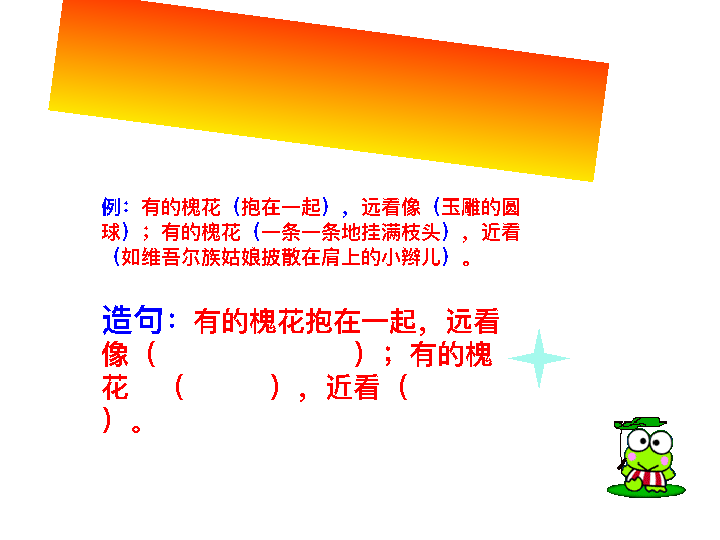 例：有的槐花（抱在一起），远看像（玉雕的圆
球）；有的槐花（一条一条地挂满枝头），近看
（如维吾尔族姑娘披散在肩上的小辫儿）。
造句：有的槐花抱在一起，远看
像（                ）；有的槐
花 （      ），近看（
）。